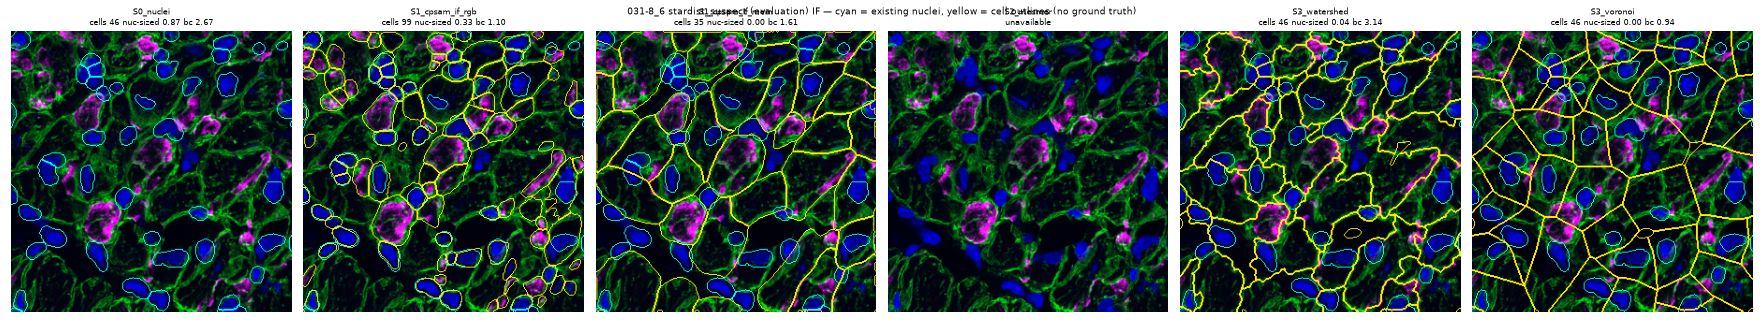 031-8_6 stardist_suspect (evaluation) IF — cyan = existing nuclei, yellow = cell outlines (no ground truth)
S0_nuclei
cells 46 nuc-sized 0.87 bc 2.67
S1_cpsam_if_rgb
cells 99 nuc-sized 0.33 bc 1.10
cells 35 nuc-sized 0.00 bc 1.61
unavailable
S3_watershed
cells 46 nuc-sized 0.04 bc 3.14
S3_voronoi
cells 46 nuc-sized 0.00 bc 0.94